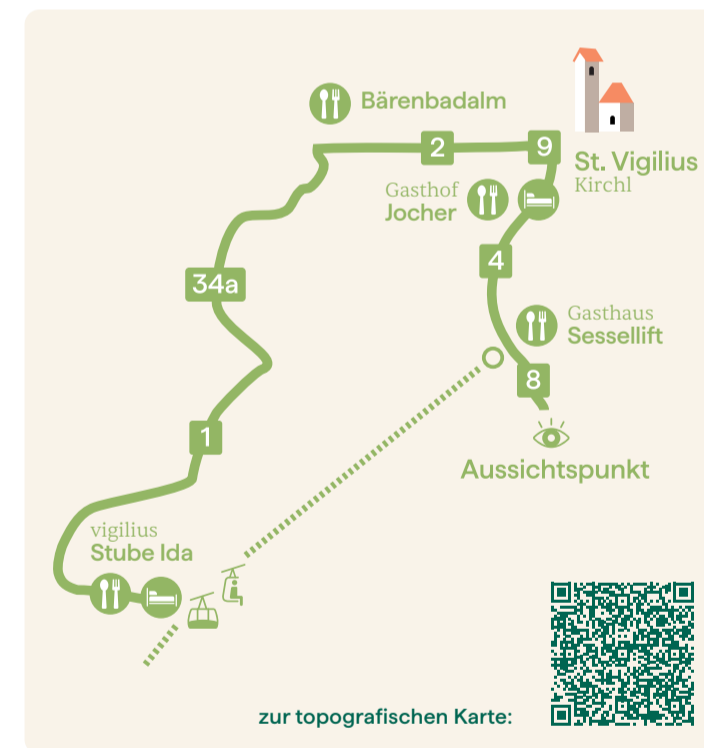 Bärenbadalm
2
9
St. Vigilius
Kirchl
Gasthof
Jocher
4
34a
Gasthaus
Sessellift
8
1
Aussichtspunkt
vigilius
Stube Ida
zur topografischen Karte: